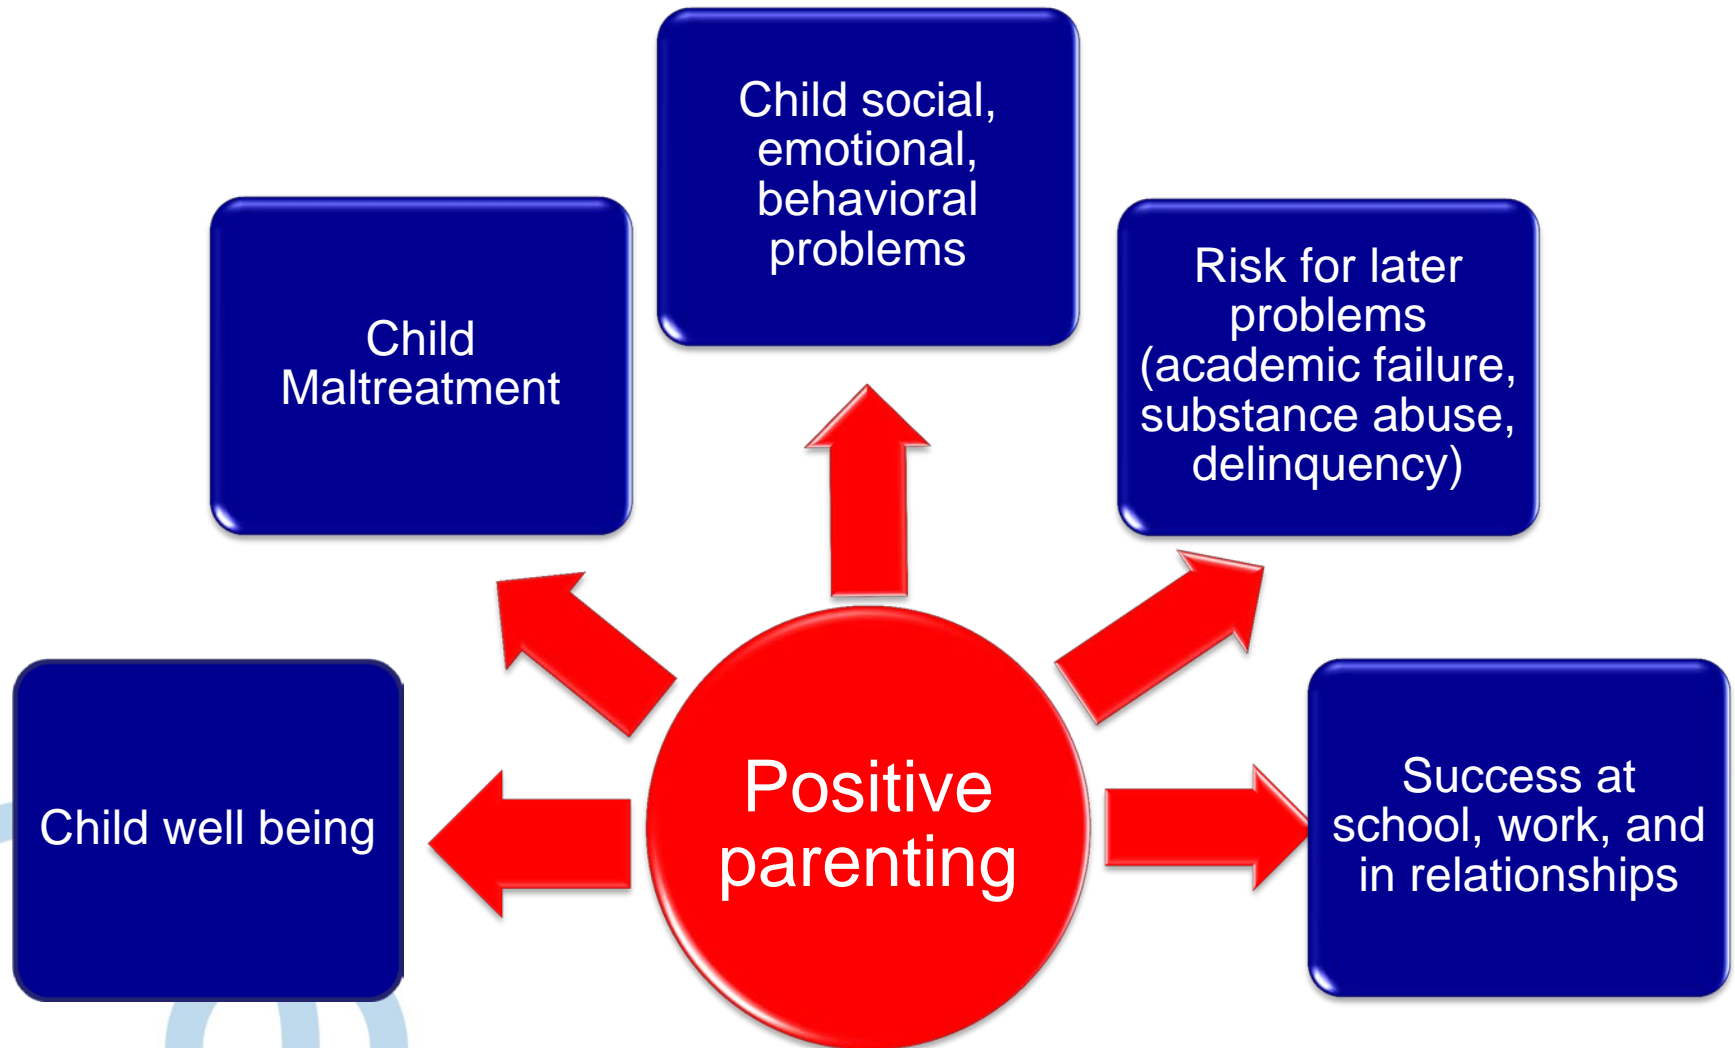 Child social,
emotional,
behavioral
problems
Child
Maltreatment
Risk for later
problems
(academic failure,
substance abuse,
delinquency)
Child well being
Positive
parenting
Success at
school, work, and
in relationships